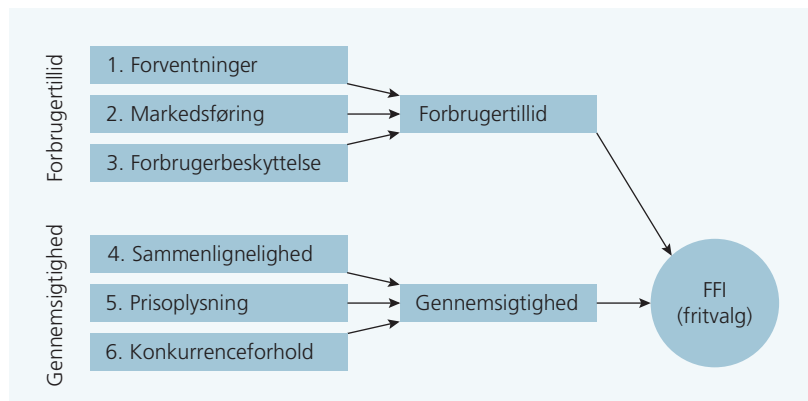 Forbrugertillid
1. Forventninger
2. Markedsføring
3. Forbrugerbeskyttelse
Forbrugertillid
Gennemsigtighed
4. Sammenlignelighed
5. Prisoplysning
6. Konkurrenceforhold
Gennemsigtighed
FFI
(fritvalg)